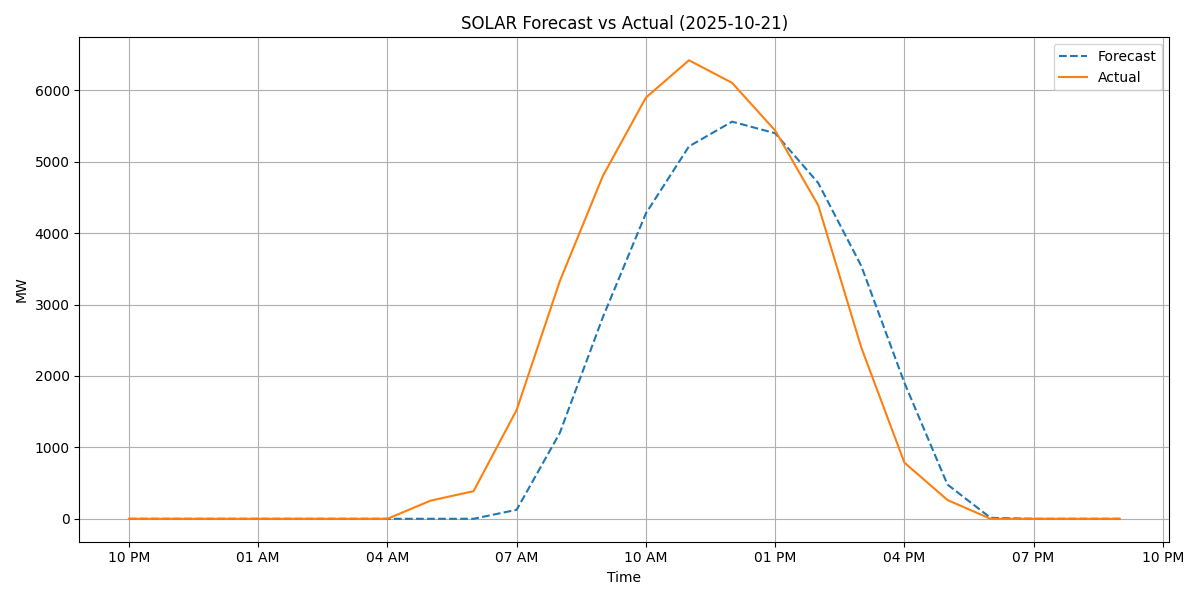 SOLAR Forecast vs Actual (2025-10-21)
Forecast
Actual
MW
6000
5000
4000
3000
2000
1000
0
10 PM 01 AM 04 AM 07 AM 10 AM 01 PM 04 PM 07 PM 10 PM
Time